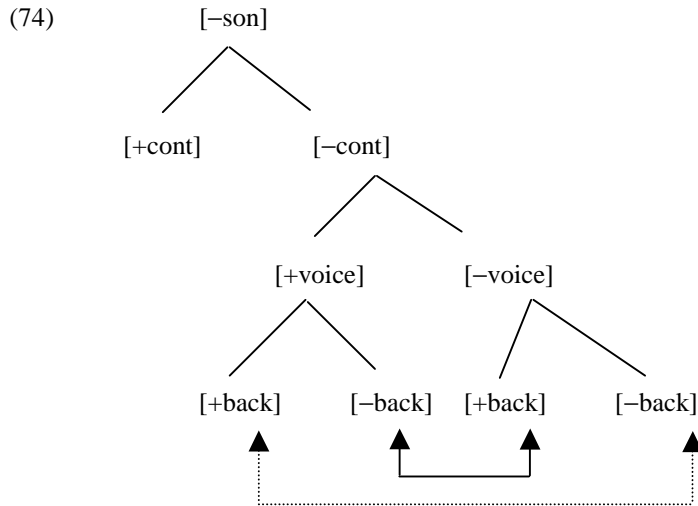 (74) [−son]
[+cont] [−cont]
[+voice] [−voice]
[+back] [−back] [+back] [−back]